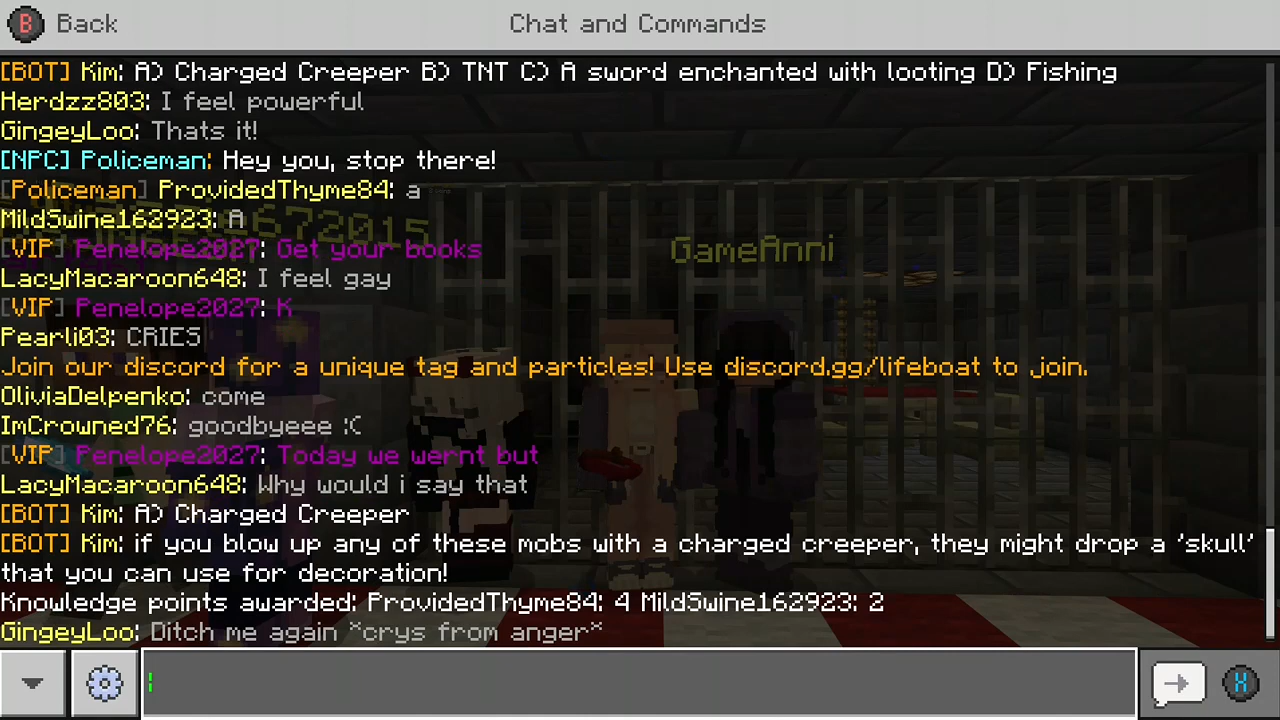 B Back
Chat and Commands
[BOT] Kim: A) Charged Creeper B) TNT C) A sword enchanted with looting D) Fishing
Herdzz803: I feel powerful
GingeyLoo: Thats it!
[NPC] Policeman: Hey you, stop there!
[Policeman] ProvidedThyme84: a
MildSwine162923: A
[VIP] Penelope2027: Get your books
GameAnni
LacyMacaroon648: I feel gay
[VIP] Penelope2027: K
Pearli03: CRIES
Join our discord for a unique tag and particles! Use discord.gg/lifeboat to join.
OliviaDelpenko: come
ImCrowned76: goodbyeee :(
[VIP] Penelope2027: Today we wernt but
LacyMacaroon648: Why would i say that
[BOT] Kim: A) Charged Creeper
[BOT] Kim: if you blow up any of these mobs with a charged creeper, they might drop a 'skull'
that you can use for decoration!
Knowledge points awarded: ProvidedThyme84: 4 MildSwine162923: 2
GingeyLoo: Ditch me again *crys from anger*
X